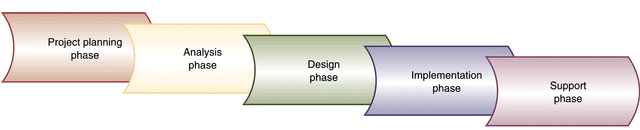 Project planning
phase
Analysis
phase
Design
phase
Implementation
phase
Support
phase